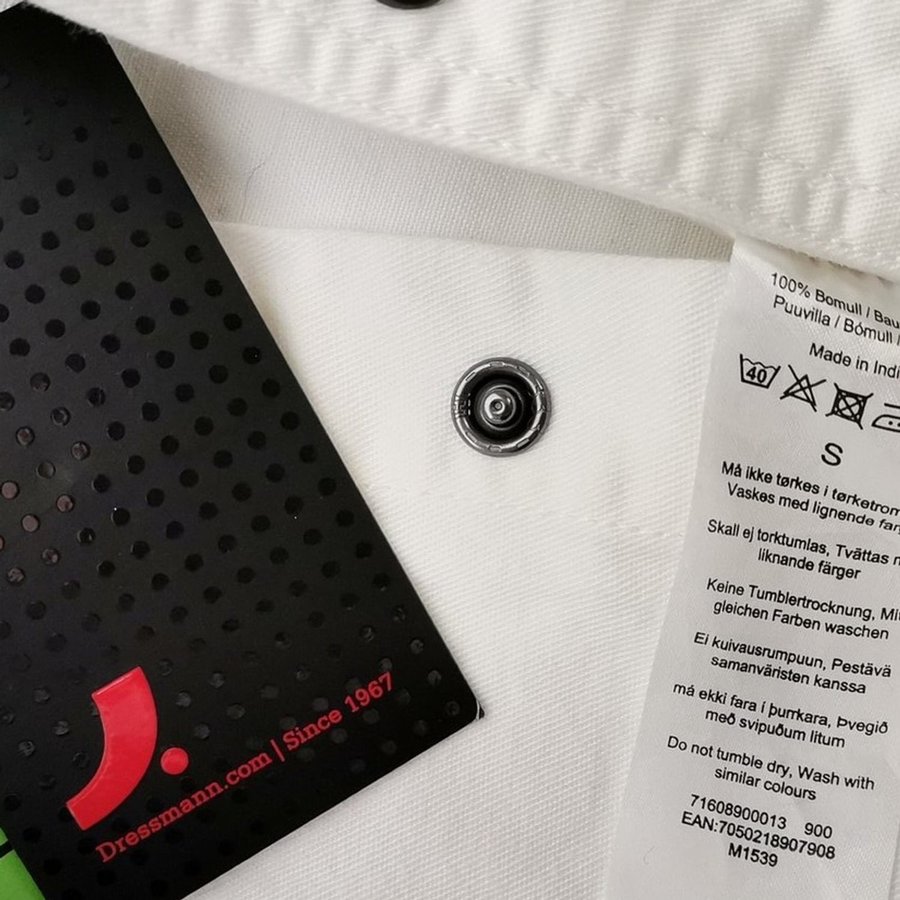 Dressmann.com | Since 1967
100% Bomull / Bau
Puuvilla / Bómull /
Made in Indi
40
S
Må ikke tørkes i tørketrom
Vaskes med lignende far
Skall ej torktumlas, Tvättas
liknande färger
Keine Tumblertrocknung, Mit
gleichen Farben waschen
Ei kuivausrumpuun, Pestävä
samanväristen kanssa
má ekki fara í þurrkara, Þvegið
með svipuðum litum
Do not tumble dry, Wash with
similar colours
71608900013 900
EAN:7050218907908
M1539